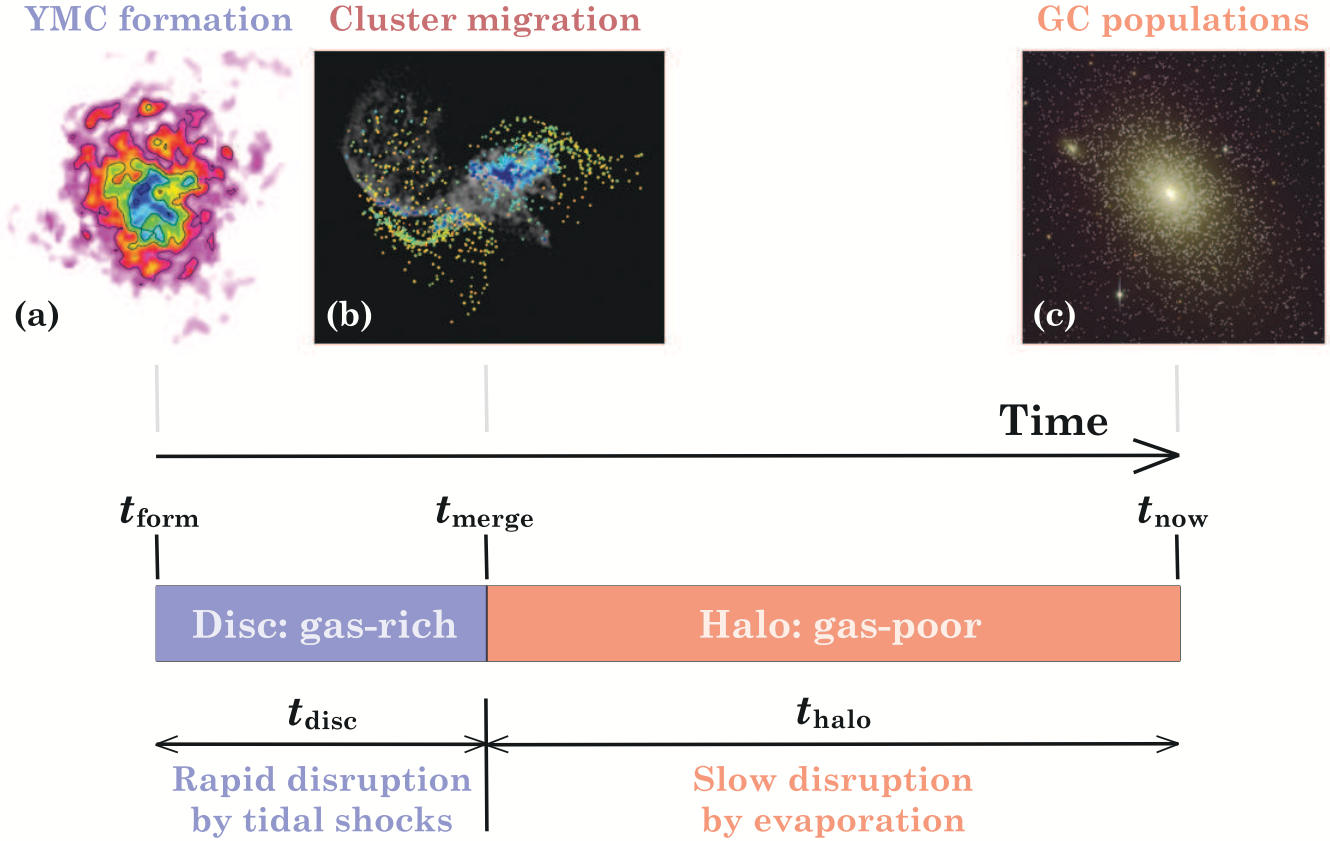 YMC formation
Cluster migration
GC populations
(a)
(b)
(c)
Time
tform
tmerge
tnow
Disc: gas-rich
Halo: gas-poor
tdisc
thalo
Rapid disruption
by tidal shocks
Slow disruption
by evaporation